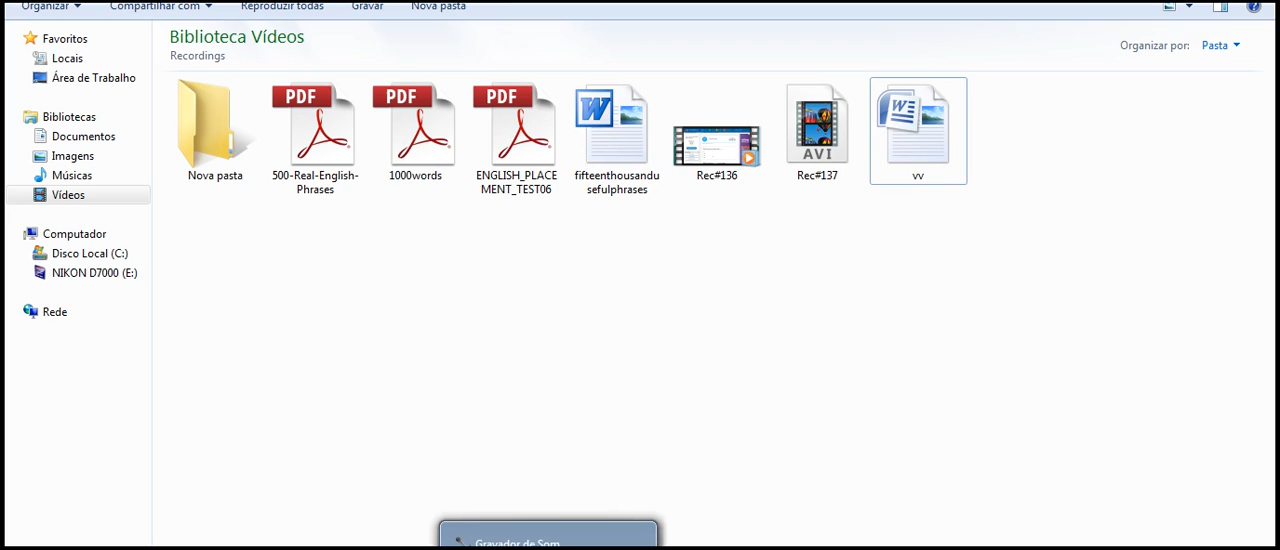 Organizar Compartilhar com Reproduzir todas Gravar Nova pasta
Biblioteca Vídeos
Recordings
Organizar por: Pasta
Favoritos
Locais
Área de Trabalho
Bibliotecas
Documentos
Imagens
Músicas
Vídeos
Computador
Disco Local (C:)
NIKON D7000 (E:)
Rede
Nova pasta
PDF
500-Real-English-
Phrases
PDF
1000words
PDF
ENGLISH_PLACE
MENT_TEST06
W
fifteenthousandu
sefulphrases
Rec#136
AVI
Rec#137
W
vv
Gravador de Som